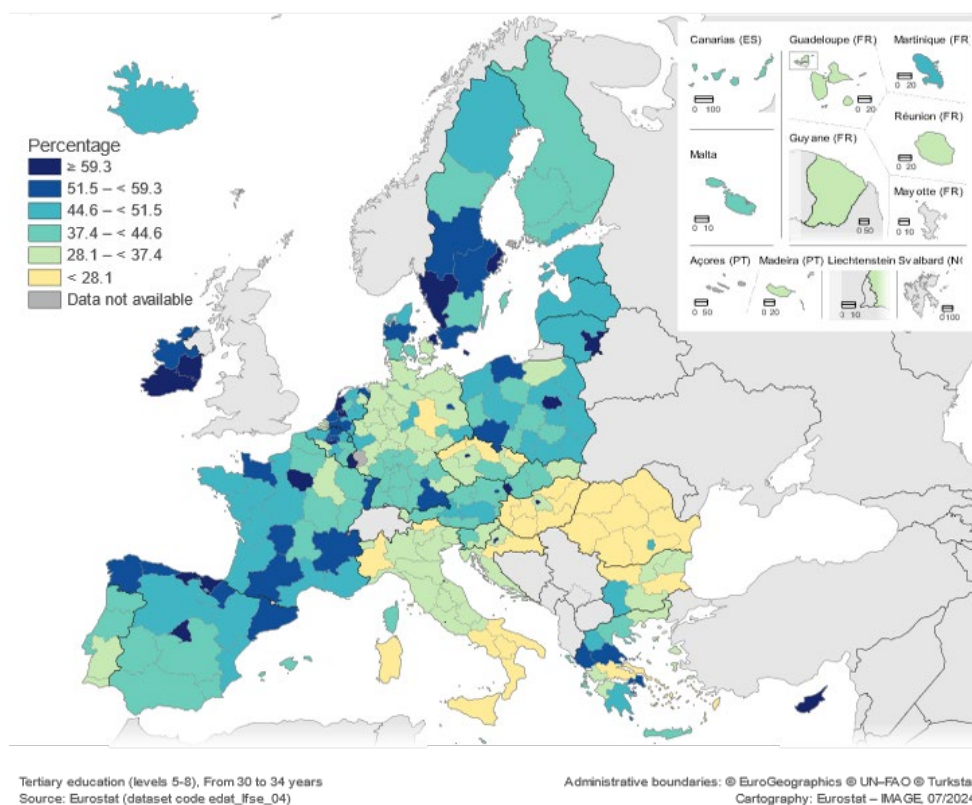 Canarias (ES)
Guadeloupe (FR)
Martinique (FR
0 100
0 20
0 20
Réunion (FR)
0 20
Guyane (FR)
Malta
Mayotte (FR)
0 10
0 50
0 10
Açores (PT)
Madeira (PT)
Liechtenstein
Svalbard (NO
0 50
0 20
0 10
0 100
Percentage
≥ 59.3
51.5 – < 59.3
44.6 – < 51.5
37.4 – < 44.6
28.1 – < 37.4
< 28.1
Data not available
Tertiary education (levels 5-8), From 30 to 34 years
Source: Eurostat (dataset code edat_lfse_04)
Administrative boundaries: © EuroGeographics © UN–FAO © Turksta
Cartography: Eurostat – IMAGE, 07/2024